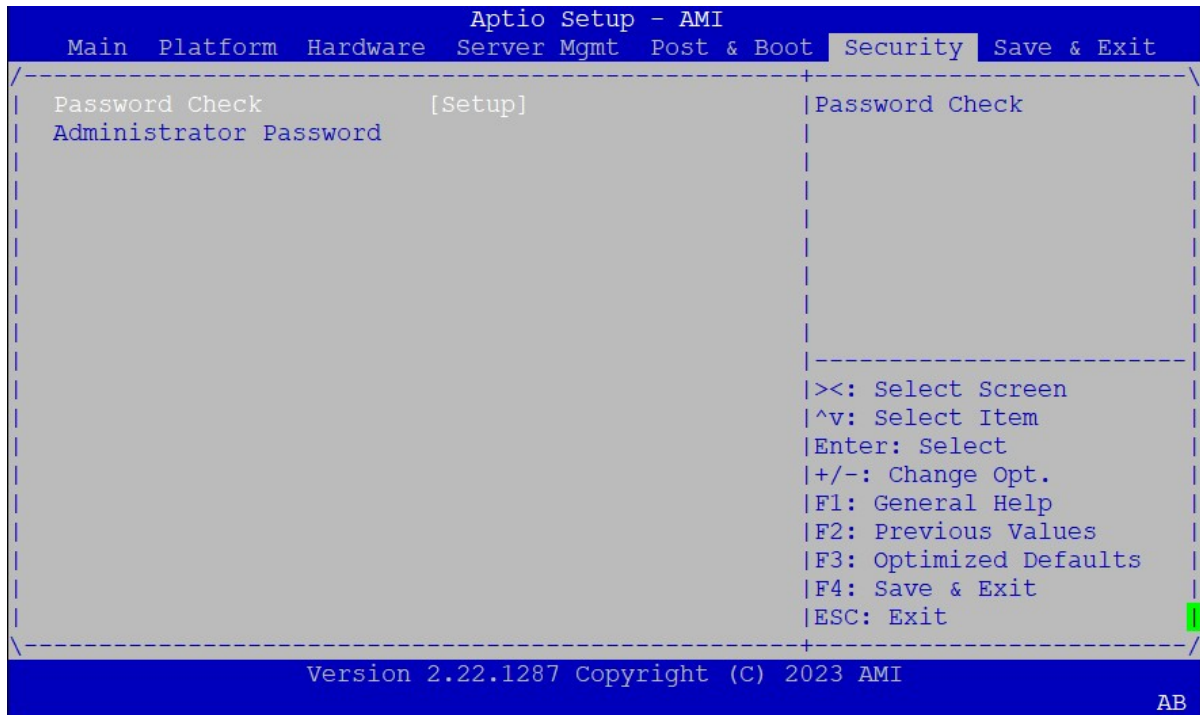 Aptio Setup - AMI
Main Platform Hardware Server Mgmt Post & Boot Security Save & Exit
Password Check [Setup]
Administrator Password
Password Check
><: Select Screen
^v: Select Item
Enter: Select
+/-: Change Opt.
F1: General Help
F2: Previous Values
F3: Optimized Defaults
F4: Save & Exit
ESC: Exit
Version 2.22.1287 Copyright (C) 2023 AMI
AB